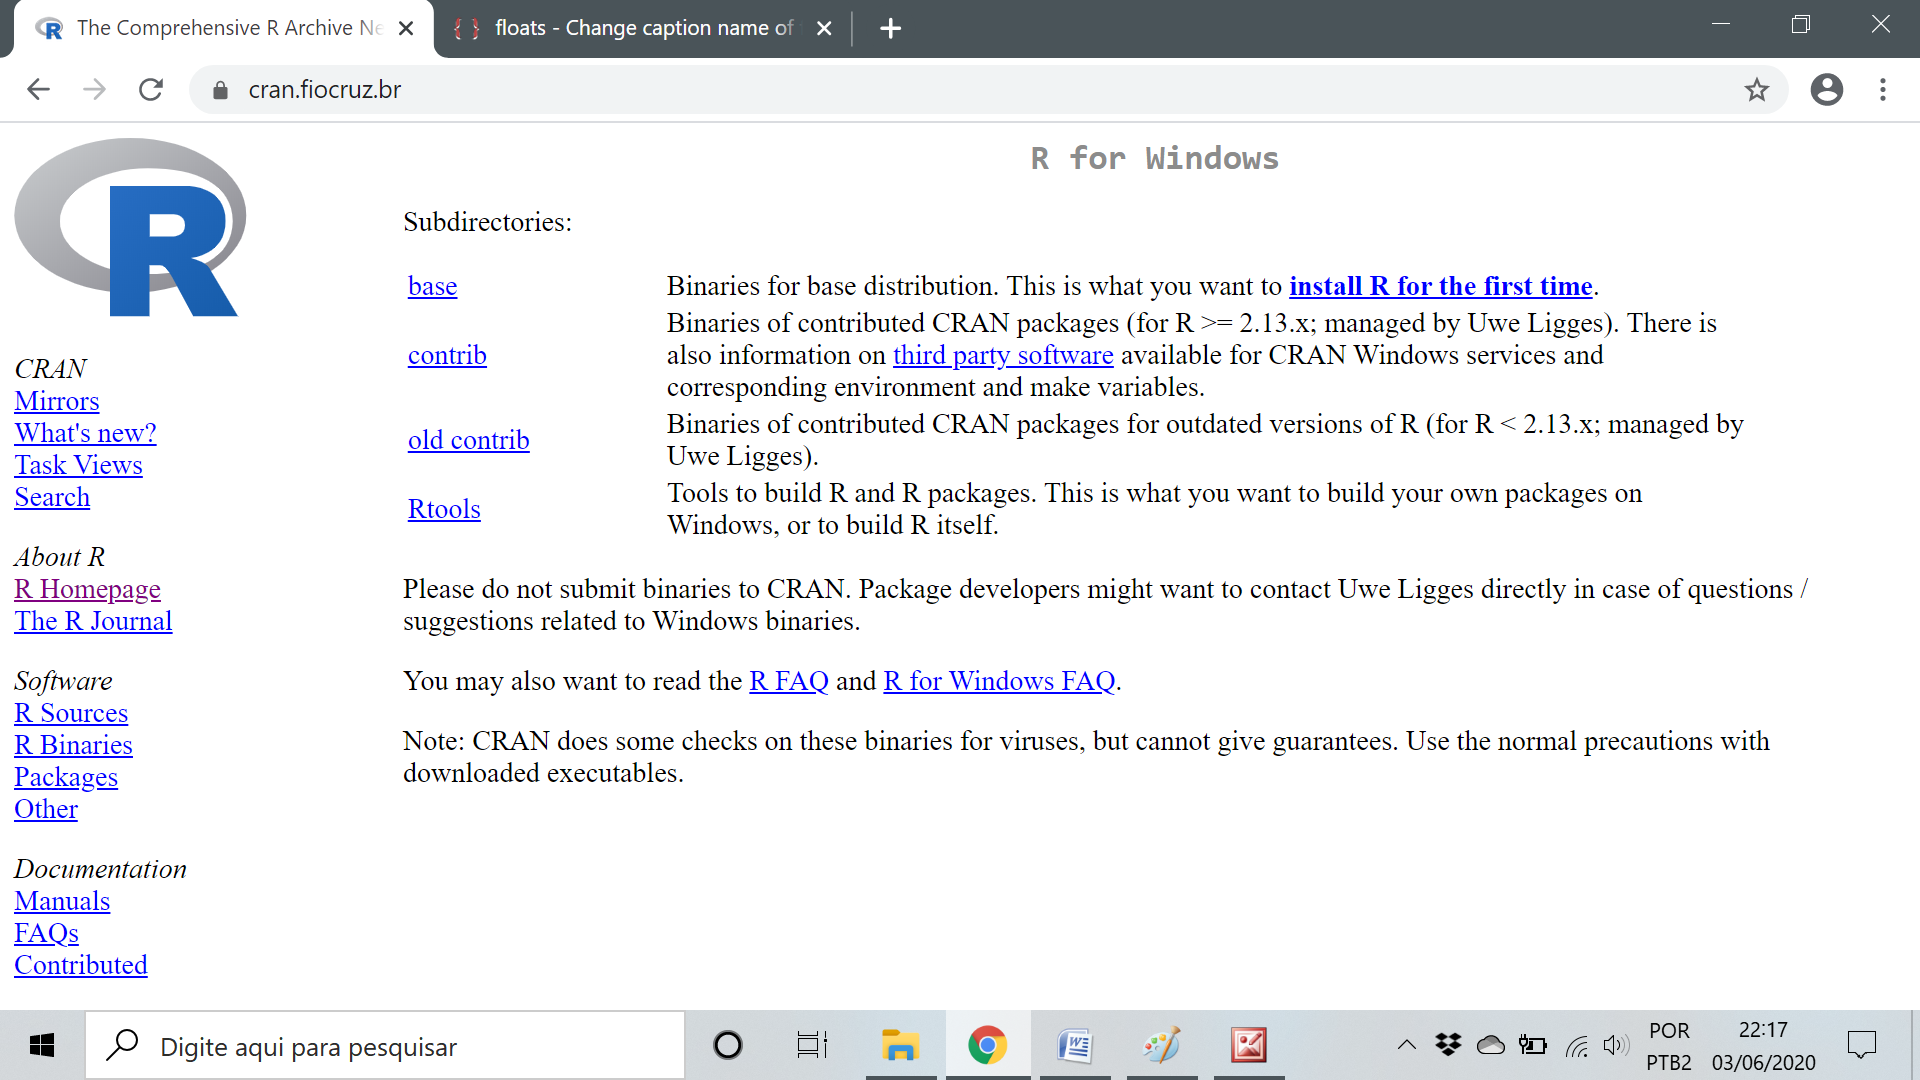 The Comprehensive R Archive Ne
floats - Change caption name of
cran.fiocruz.br
R
R for Windows
Subdirectories:
base
Binaries for base distribution. This is what you want to install R for the first time.
contrib
Binaries of contributed CRAN packages (for R >= 2.13.x; managed by Uwe Ligges). There is
also information on third party software available for CRAN Windows services and
corresponding environment and make variables.
old contrib
Binaries of contributed CRAN packages for outdated versions of R (for R < 2.13.x; managed by
Uwe Ligges).
Rtools
Tools to build R and R packages. This is what you want to build your own packages on
Windows, or to build R itself.
Please do not submit binaries to CRAN. Package developers might want to contact Uwe Ligges directly in case of questions /
suggestions related to Windows binaries.
You may also want to read the R FAQ and R for Windows FAQ.
Note: CRAN does some checks on these binaries for viruses, but cannot give guarantees. Use the normal precautions with
downloaded executables.
CRAN
Mirrors
What's new?
Task Views
Search
About R
R Homepage
The R Journal
Software
R Sources
R Binaries
Packages
Other
Documentation
Manuals
FAQs
Contributed
Digite aqui para pesquisar
POR
PTB2
22:17
03/06/2020